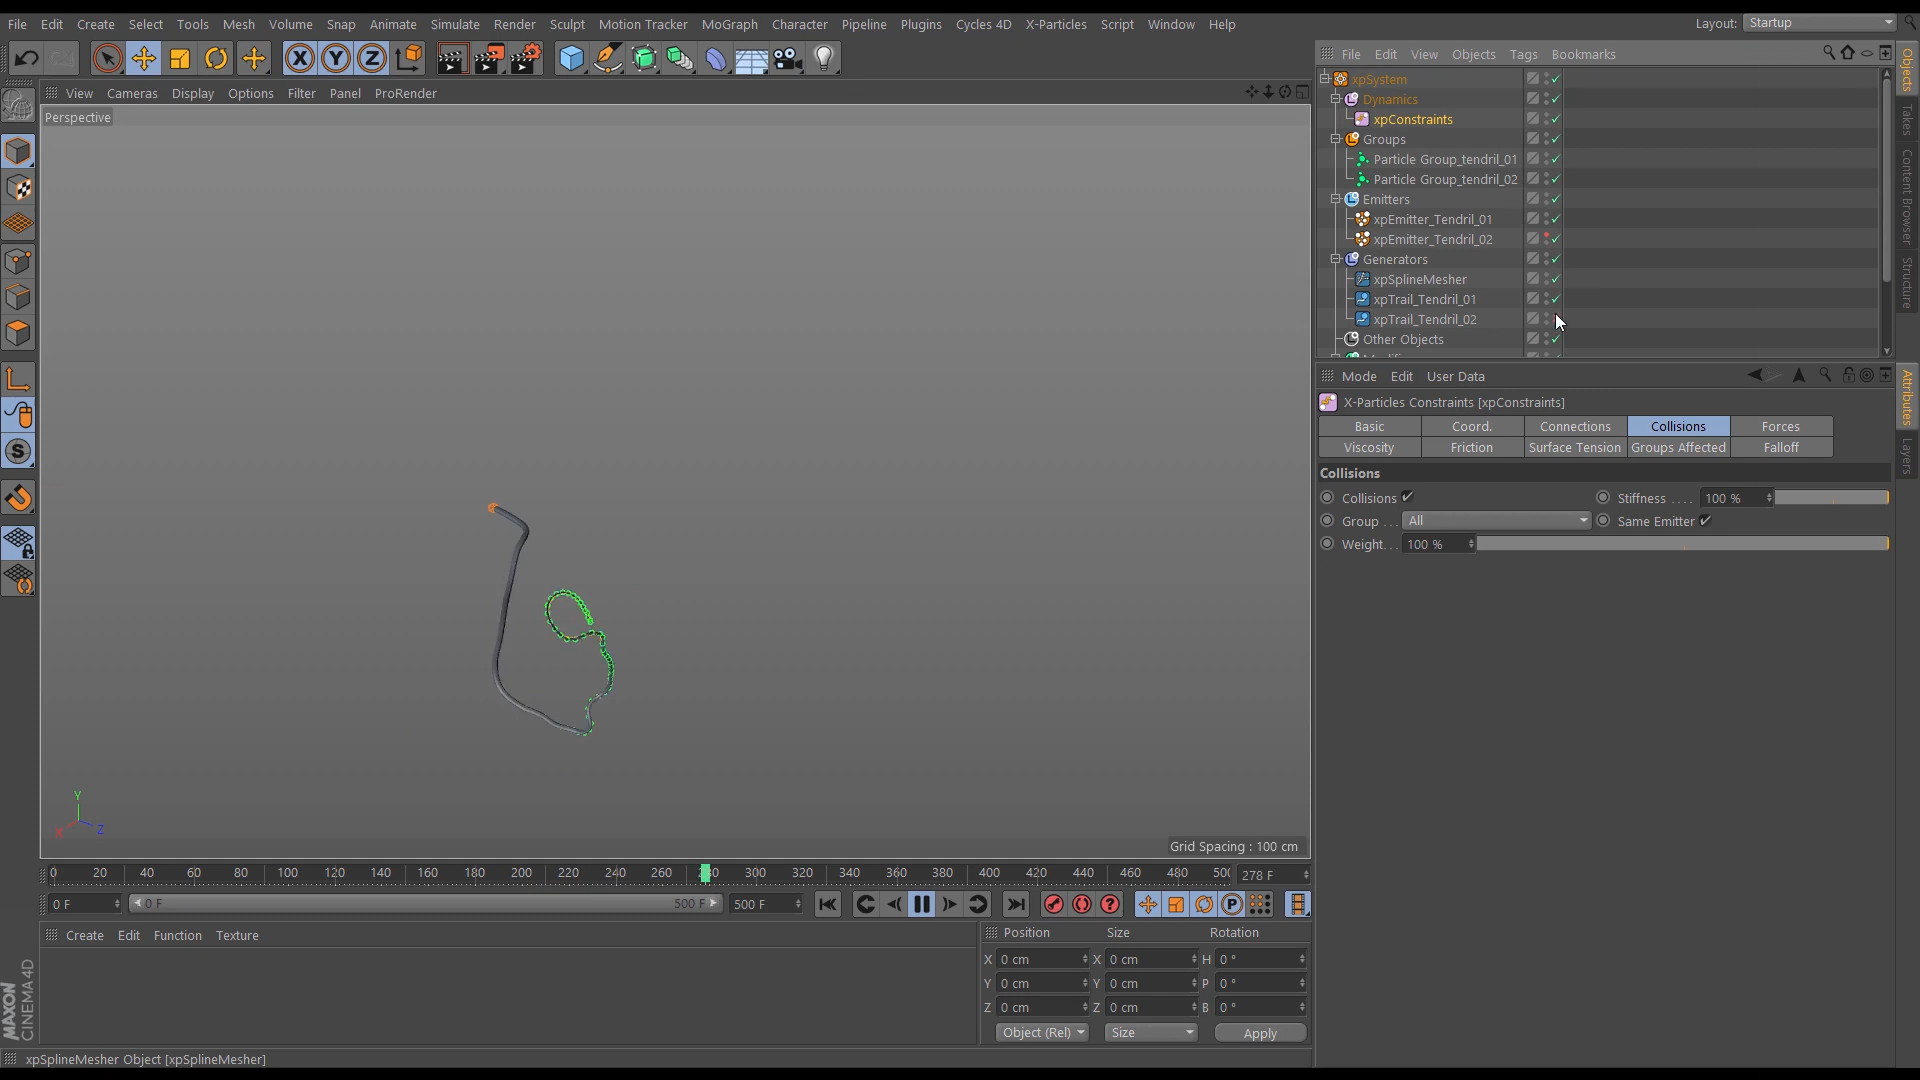 File Edit Create Select Tools Mesh Volume Snap Animate Simulate Render Sculpt Motion Tracker MoGraph Character Pipeline Plugins Cycles 4D X-Particles Script Window Help Layout: Startup
X Y Z
File Edit View Objects Tags Bookmarks
View Cameras Display Options Filter Panel ProRender
Perspective
xpSystem
Dynamics
xpConstraints
Groups
Particle Group_tendril_01
Particle Group_tendril_02
Emitters
xpEmitter_Tendril_01
xpEmitter_Tendril_02
Generators
xpSplineMesher
xpTrail_Tendril_01
xpTrail_Tendril_02
Other Objects
Objects
Takes
Content Browser
Structure
Mode Edit User Data
X-Particles Constraints [xpConstraints]
Basic Coord. Connections Collisions Forces
Viscosity Friction Surface Tension Groups Affected Falloff
Collisions
Collisions Stiffness . . . . 100 %
Group . . . All Same Emitter
Weight. . . 100 %
Attributes
Layers
Y
X Z
Grid Spacing : 100 cm
0 20 40 60 80 100 120 140 160 180 200 220 240 260 280 300 320 340 360 380 400 420 440 460 480 500 278 F
0 F 0 F 500 F 500 F
Create Edit Function Texture
Position Size Rotation
X 0 cm X 0 cm H 0 °
Y 0 cm Y 0 cm P 0 °
Z 0 cm Z 0 cm B 0 °
Object (Rel) Size Apply
MAXON
CINEMA 4D
xpSplineMesher Object [xpSplineMesher]